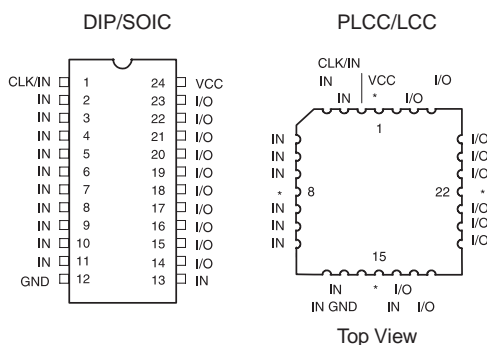 DIP/SOIC
CLK/IN 1 24 VCC
IN 2 23 I/O
IN 3 22 I/O
IN 4 21 I/O
IN 5 20 I/O
IN 6 19 I/O
IN 7 18 I/O
IN 8 17 I/O
IN 9 16 I/O
IN 10 15 I/O
IN 11 14 I/O
GND 12 13 IN
PLCC/LCC
CLK/IN
IN VCC I/O
IN * I/O
1
IN I/O
IN I/O
IN I/O
* 8 22 *
IN I/O
IN I/O
IN I/O
15
IN * I/O
IN GND IN I/O
Top View